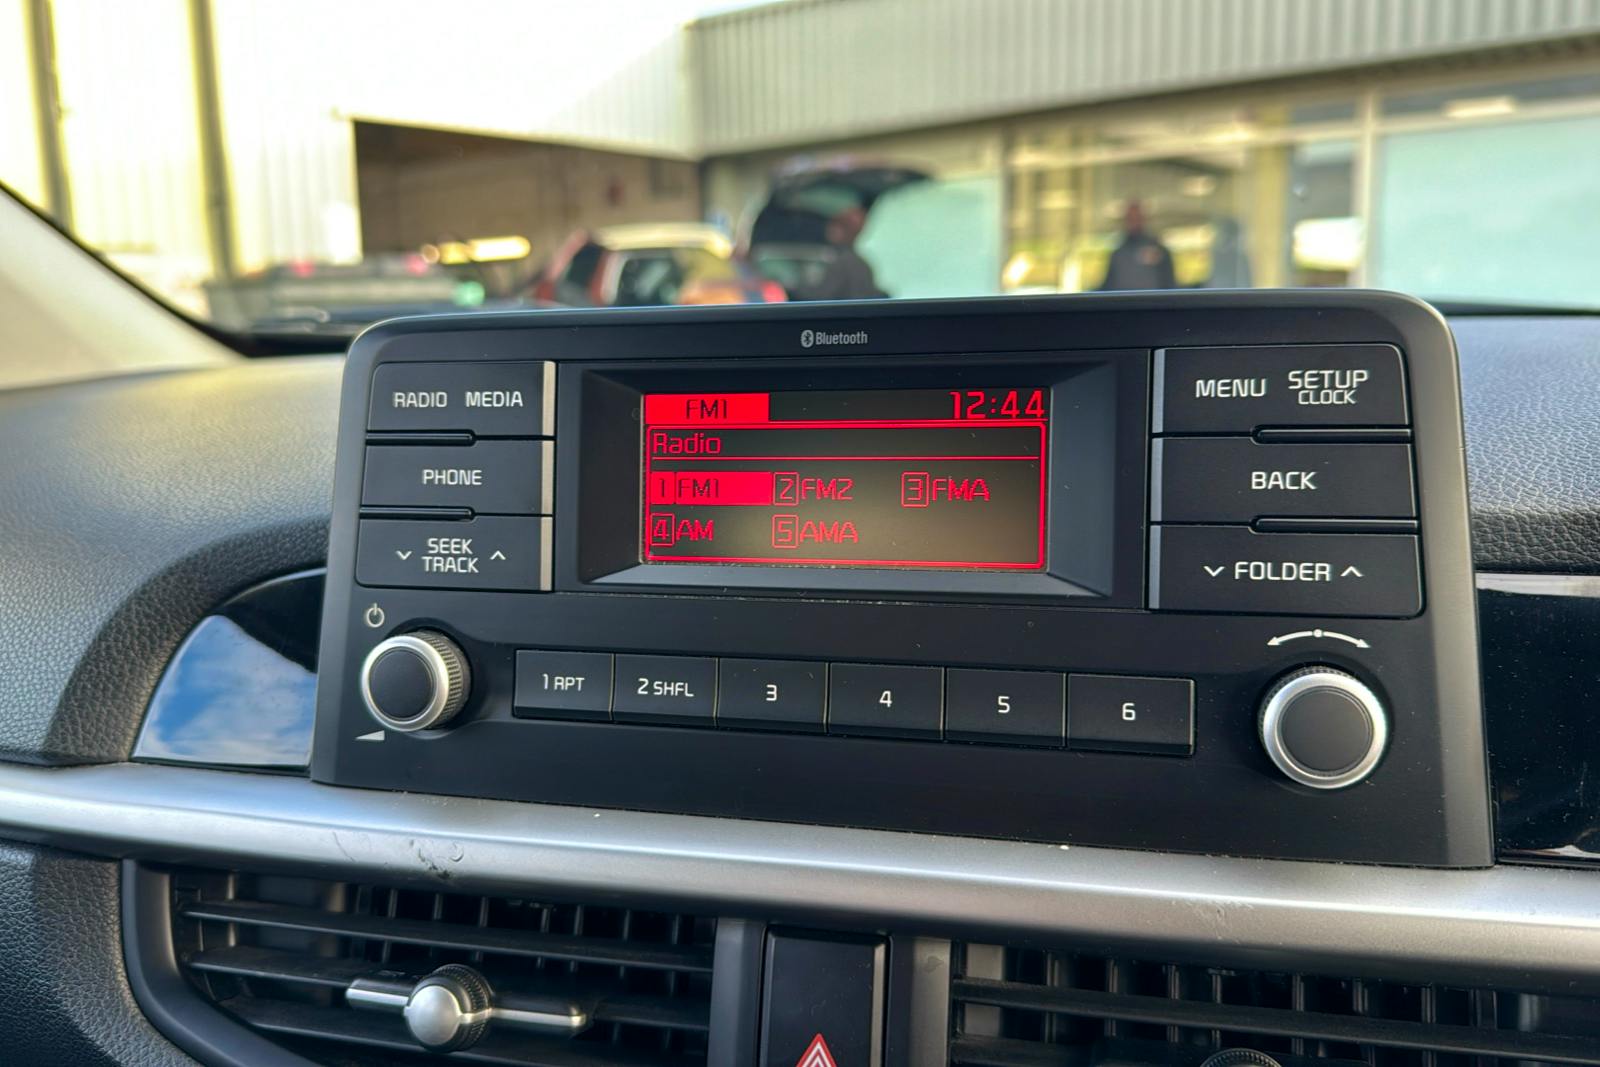 Bluetooth
RADIO MEDIA
PHONE
SEEK
TRACK
FM1 12:44
Radio
1 FM1 2 FM2 3 FMA
4 AM 5 AMA
MENU SETUP
CLOCK
BACK
FOLDER
1 RPT 2 SHFL 3 4 5 6